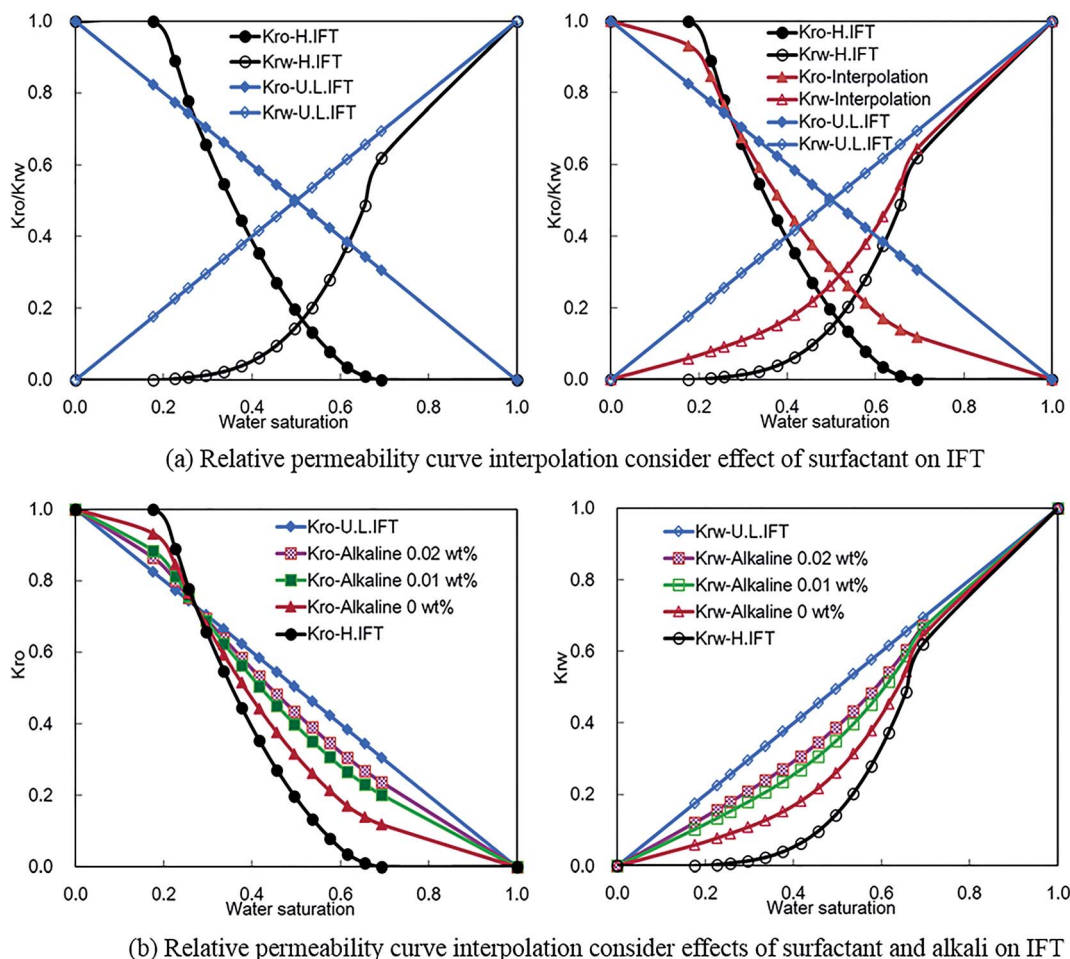 1.0
0.8
0.6
0.4
0.2
0.0
Kro/Krw
Kro-H.IFT
Krw-H.IFT
Kro-U.L.IFT
Krw-U.L.IFT
0.0 0.2 0.4 0.6 0.8 1.0
Water saturation
1.0
0.8
0.6
0.4
0.2
0.0
Kro/Krw
Kro-H.IFT
Krw-H.IFT
Kro-Interpolation
Krw-Interpolation
Kro-U.L.IFT
Krw-U.L.IFT
0.0 0.2 0.4 0.6 0.8 1.0
Water saturation
(a) Relative permeability curve interpolation consider effect of surfactant on IFT
1.0
0.8
0.6
0.4
0.2
0.0
Kro
Kro-U.L.IFT
Kro-Alkaline 0.02 wt%
Kro-Alkaline 0.01 wt%
Kro-Alkaline 0 wt%
Kro-H.IFT
0.0 0.2 0.4 0.6 0.8 1.0
Water saturation
1.0
0.8
0.6
0.4
0.2
0.0
Krw
Krw-U.L.IFT
Krw-Alkaline 0.02 wt%
Krw-Alkaline 0.01 wt%
Krw-Alkaline 0 wt%
Krw-H.IFT
0.0 0.2 0.4 0.6 0.8 1.0
Water saturation
(b) Relative permeability curve interpolation consider effects of surfactant and alkali on IFT